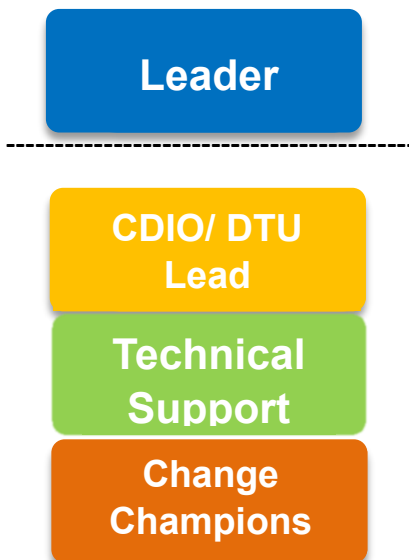 Leader
CDIO/ DTU
Lead
Technical
Support
Change
Champions